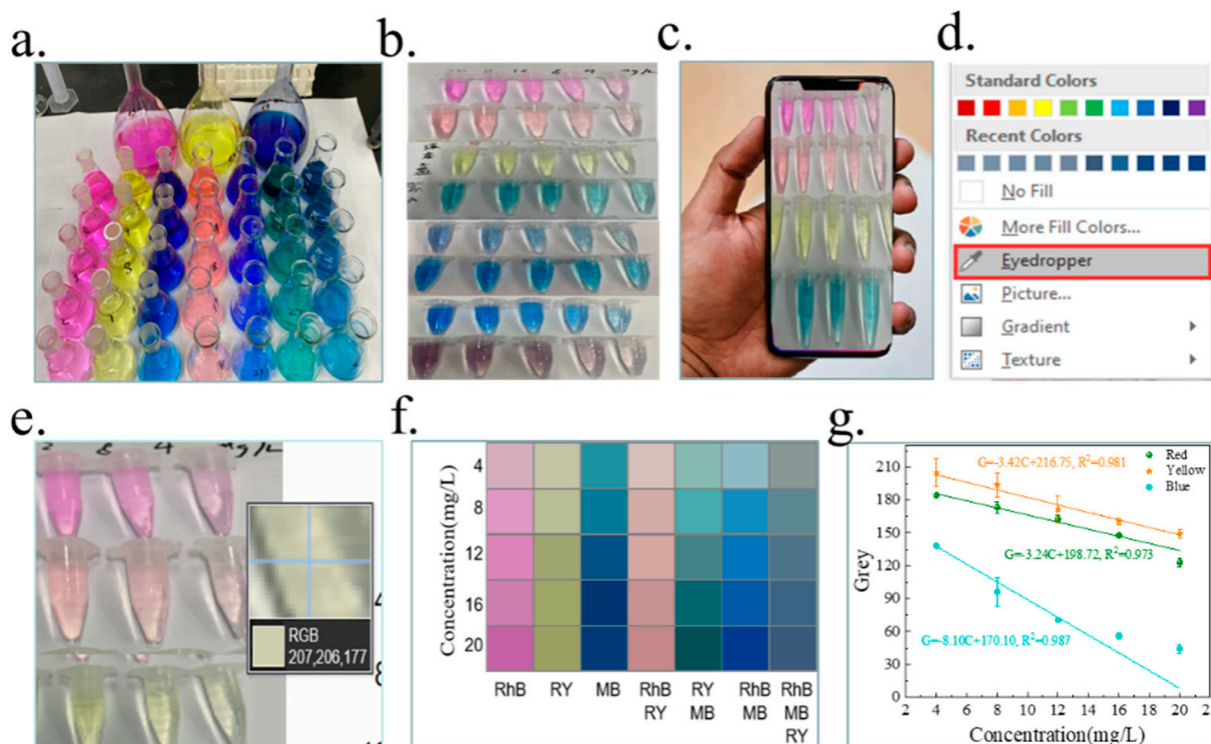 a.
b.
c.
d.
Standard Colors
Recent Colors
No Fill
More Fill Colors...
Eyedropper
Picture...
Gradient
Texture
e.
8 4 mg/L
RGB
207,206,177
f.
Concentration(mg/L)
4
8
12
16
20
RhB RY MB RhB RY RhB RhB
RY MB MB MB
RY
g.
G=-3.42C+216.75, R²=0.981
Red
Yellow
Blue
G=-3.24C+198.72, R²=0.973
G=-8.10C+170.10, R²=0.987
Grey
210
180
150
120
90
60
30
0
2 4 6 8 10 12 14 16 18 20 2
Concentration(mg/L)